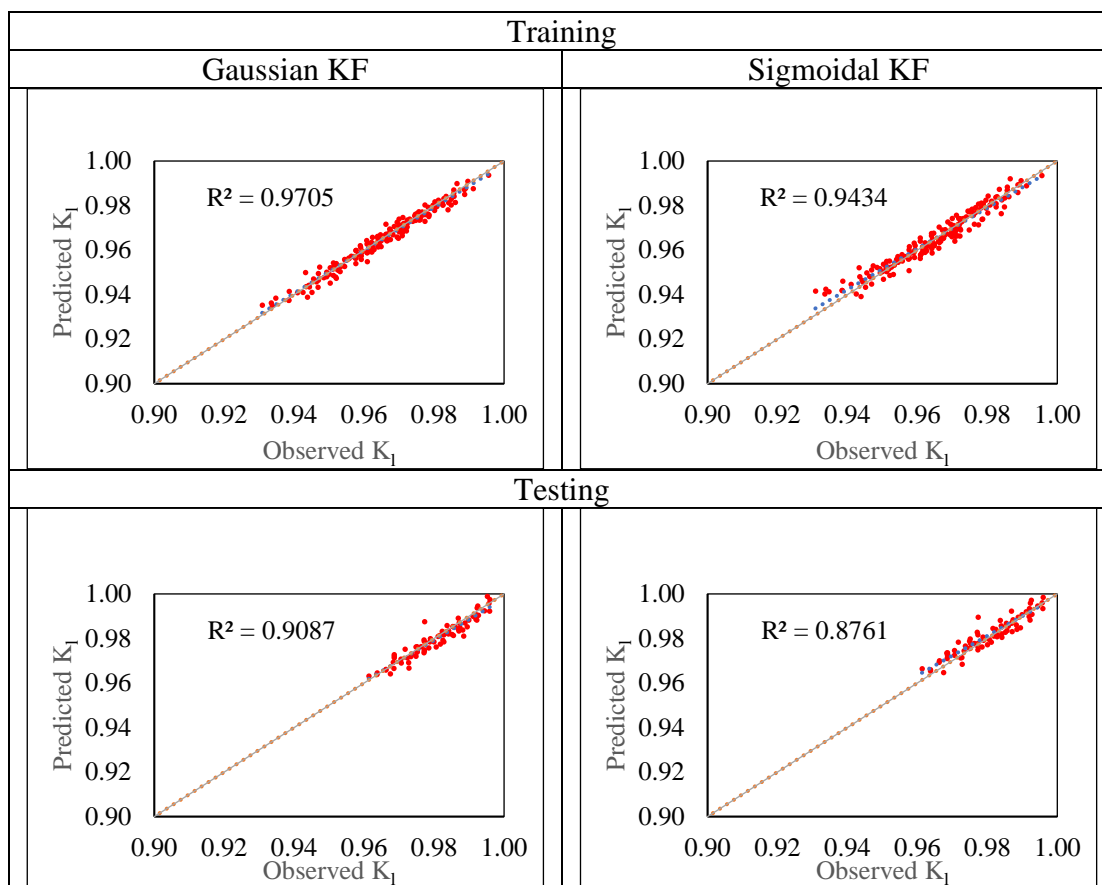 Training
Gaussian KF
Sigmoidal KF
1.00
0.98
0.96
0.94
0.92
0.90
Predicted K₁
R² = 0.9705
0.90 0.92 0.94 0.96 0.98 1.00
Observed K₁
1.00
0.98
0.96
0.94
0.92
0.90
Predicted K₁
R² = 0.9434
0.90 0.92 0.94 0.96 0.98 1.00
Observed K₁
Testing
1.00
0.98
0.96
0.94
0.92
0.90
Predicted K₁
R² = 0.9087
0.90 0.92 0.94 0.96 0.98 1.00
Observed K₁
1.00
0.98
0.96
0.94
0.92
0.90
Predicted K₁
R² = 0.8761
0.90 0.92 0.94 0.96 0.98 1.00
Observed K₁